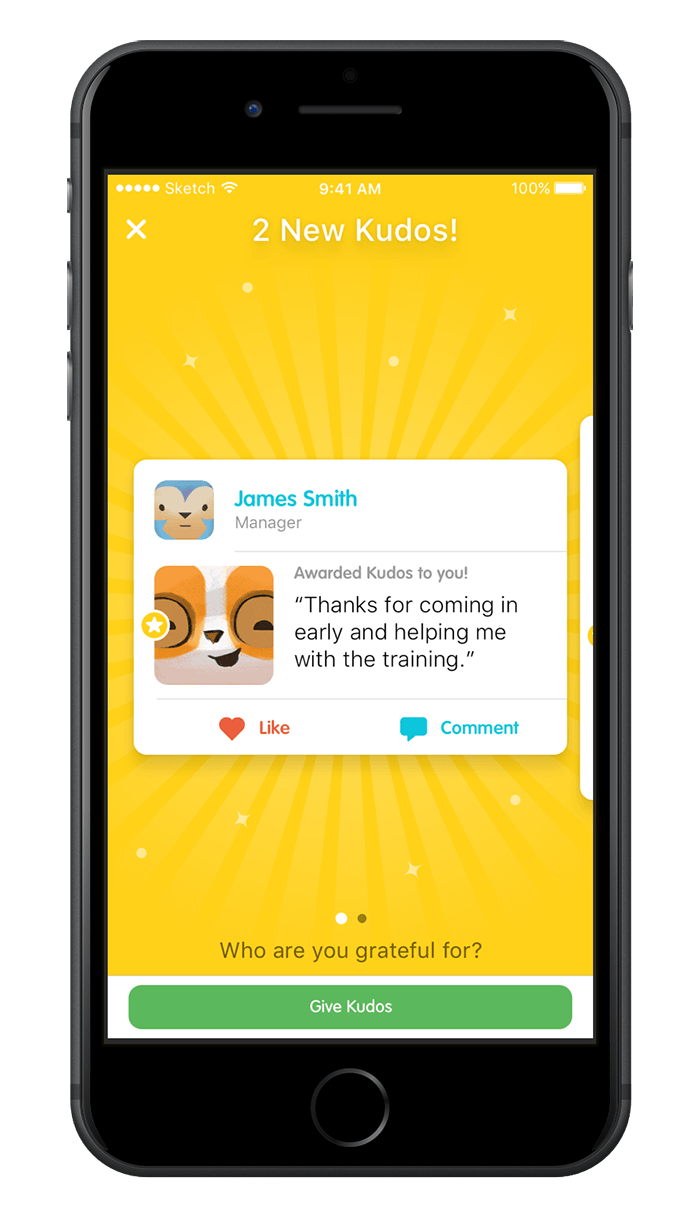 Sketch 9:41 AM 100%
2 New Kudos!
James Smith
Manager
Awarded Kudos to you!
“Thanks for coming in
early and helping me
with the training.”
Like Comment
Who are you grateful for?
Give Kudos